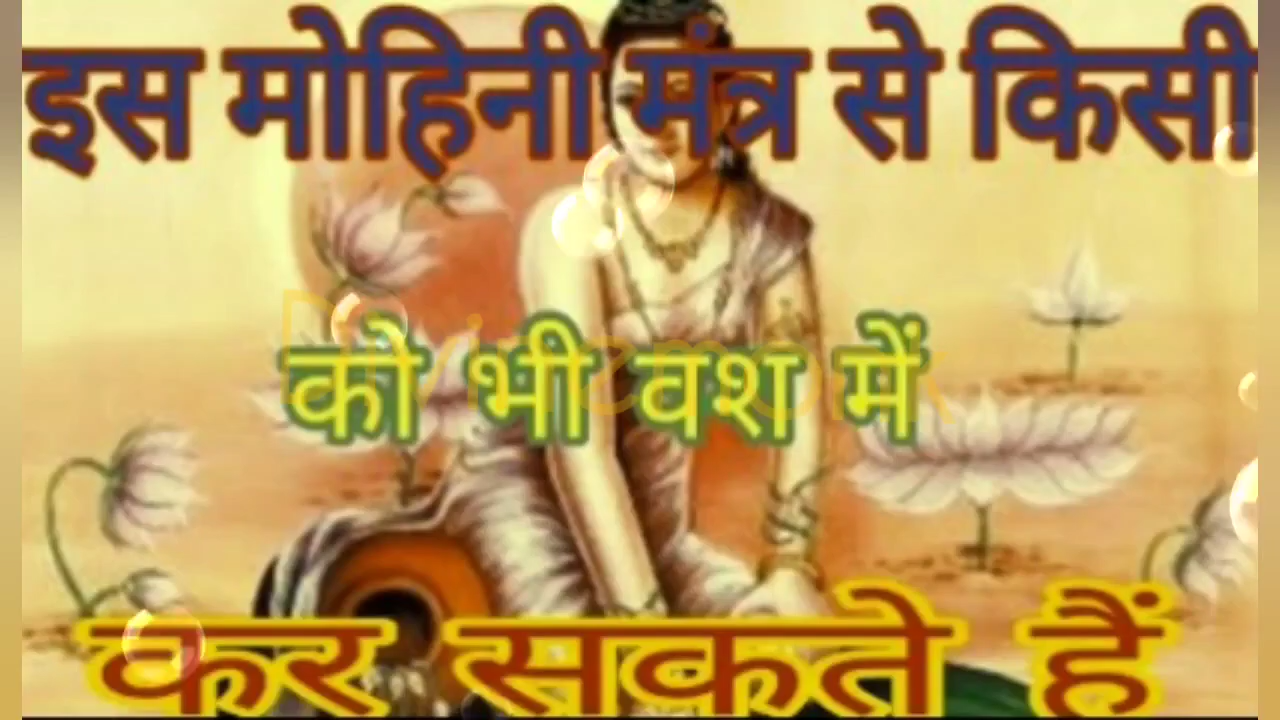 इस मोहिनी मंत्र से किसी
को भी वश में
कर सकते हैं